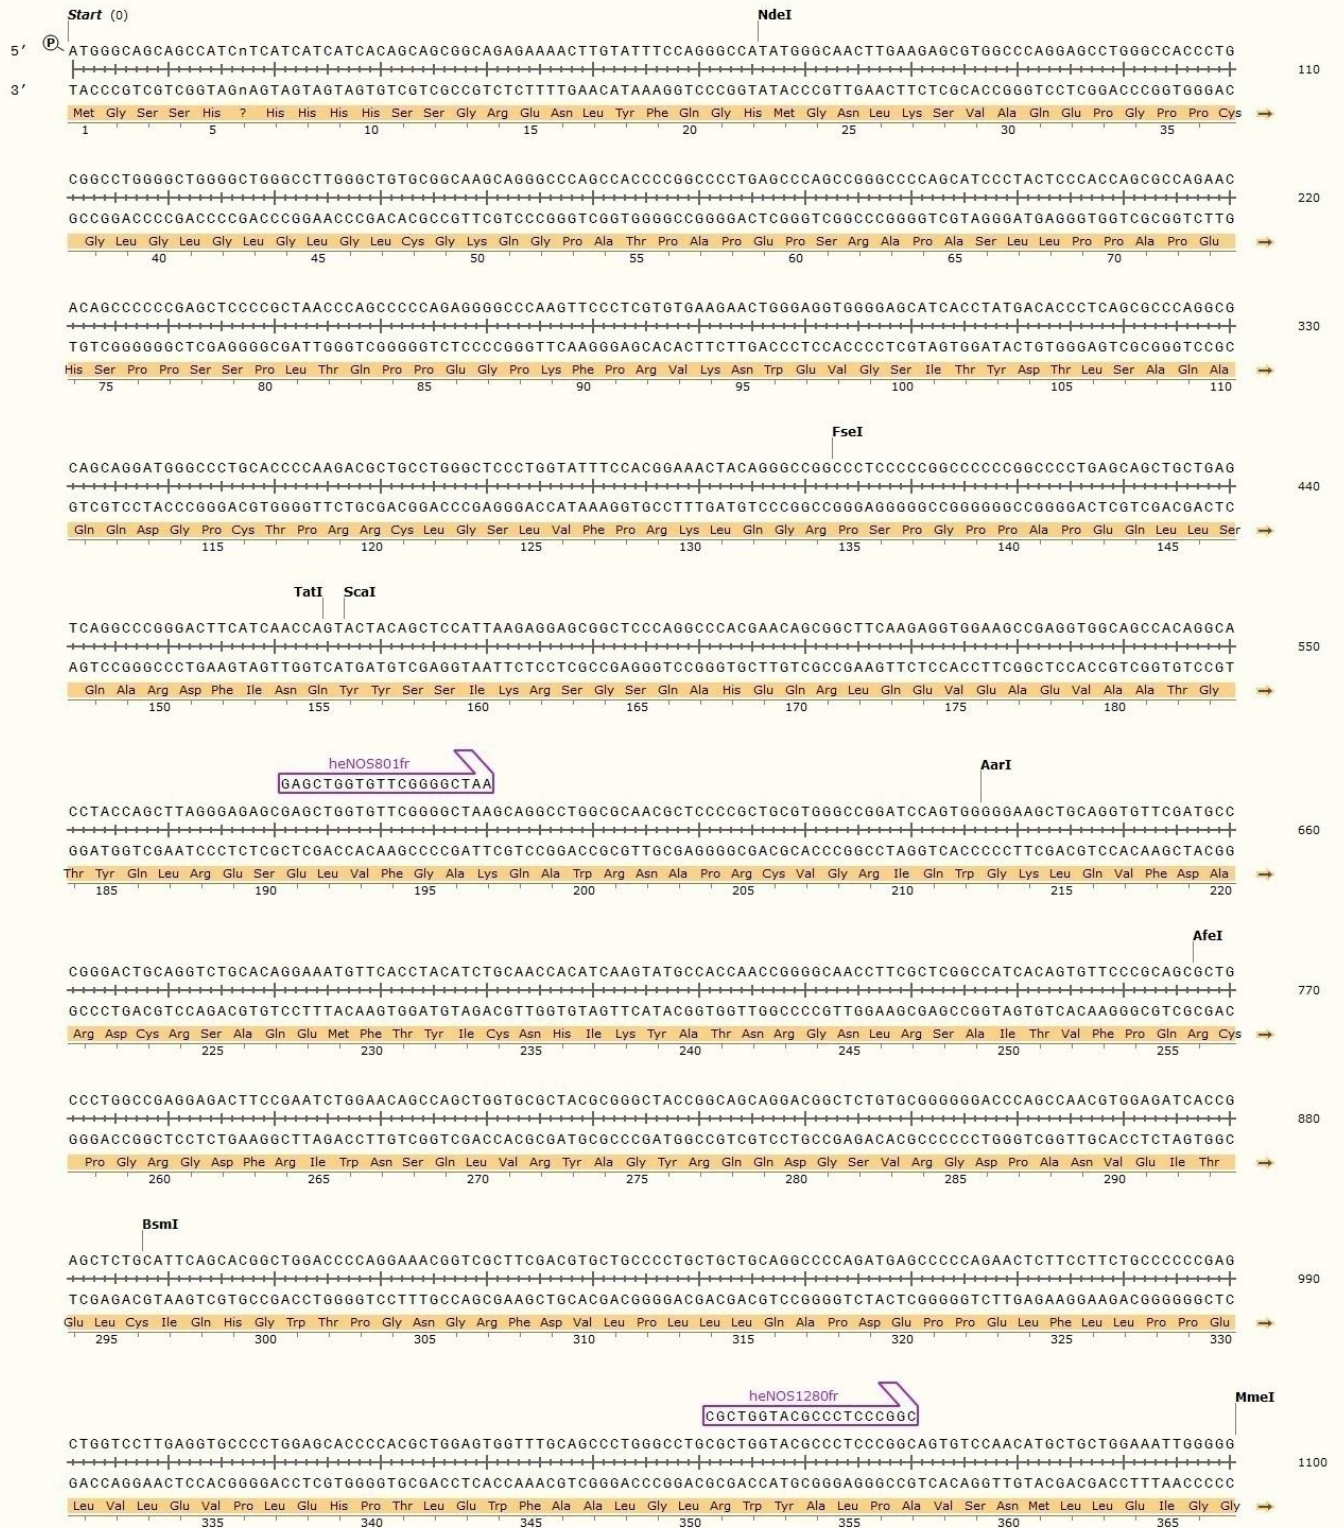 Start (0) NdeI
5′ P ATGGGCAGCAGCCATCnTCATCATCATCACAGCAGCGGCAGAGAAAACTTGTATTTCCAGGGCCATATGGGCAACTTGAAGAGCGTGGCCCAGGAGCCTGGGCCACCCTG
110
3′ TACCCGTCGTCGGTAGnAGTAGTAGTAGTGTCGTCGCCGTCTCTTTTGAACATAAAGGTCCCGGTATACCCGTTGAACTTCTCGCACCGGGTCCTCGGACCCGGTGGGAC
Met Gly Ser Ser His ? His His His His Ser Ser Gly Arg Glu Asn Leu Tyr Phe Gln Gly His Met Gly Asn Leu Lys Ser Val Ala Gln Glu Pro Gly Pro Pro Cys
1 5 10 15 20 25 30 35
CGGCCTGGGGCTGGGGCTGGGCCTTGGGCTGTGCGGCAAGCAGGGCCCAGCCACCCCGGCCCCTGAGCCCAGCCGGGCCCCAGCATCCCTACTCCCACCAGCGCCAGAAC
220
GCCGGACCCCGACCCCGACCCGGAACCCGACACGCCGTTCGTCCCGGGTCGGTGGGGCCGGGGACTCGGGTCGGCCCGGGGTCGTAGGGATGAGGGTGGTCGCGGTCTTG
Gly Leu Gly Leu Gly Leu Gly Leu Gly Leu Cys Gly Lys Gln Gly Pro Ala Thr Pro Ala Pro Glu Pro Ser Arg Ala Pro Ala Ser Leu Leu Pro Pro Ala Pro Glu
40 45 50 55 60 65 70
ACAGCCCCCCGAGCTCCCCGCTAACCCAGCCCCCAGAGGGGCCCAAGTTCCCTCGTGTGAAGAACTGGGAGGTGGGGAGCATCACCTATGACACCCTCAGCGCCCAGGCG
330
TGTCGGGGGGCTCGAGGGGCGATTGGGTCGGGGGTCTCCCCGGGTTCAAGGGAGCACACTTCTTGACCCTCCACCCCTCGTAGTGGATACTGTGGGAGTCGCGGGTCCGC
His Ser Pro Pro Ser Ser Pro Leu Thr Gln Pro Pro Glu Gly Pro Lys Phe Pro Arg Val Lys Asn Trp Glu Val Gly Ser Ile Thr Tyr Asp Thr Leu Ser Ala Gln Ala
75 80 85 90 95 100 105 110
FseI
CAGCAGGATGGGCCCTGCACCCCAAGACGCTGCCTGGGCTCCCTGGTATTTCCACGGAAACTACAGGGCCGGCCCTCCCCCGGCCCCCCGGCCCCTGAGCAGCTGCTGAG
440
GTCGTCCTACCCGGGACGTGGGGTTCTGCGACGGACCCGAGGGACCATAAAGGTGCCTTTGATGTCCCGGCCGGGAGGGGGCCGGGGGGCCGGGGACTCGTCGACGACTC
Gln Gln Asp Gly Pro Cys Thr Pro Arg Arg Cys Leu Gly Ser Leu Val Phe Pro Arg Lys Leu Gln Gly Arg Pro Ser Pro Gly Pro Pro Ala Pro Glu Gln Leu Leu Ser
115 120 125 130 135 140 145
TatI ScaI
TCAGGCCCGGGACTTCATCAACCAGTACTACAGCTCCATTAAGAGGAGCGGCTCCCAGGCCCACGAACAGCGGCTTCAAGAGGTGGAAGCCGAGGTGGCAGCCACAGGCA
550
AGTCCGGGCCCTGAAGTAGTTGGTCATGATGTCGAGGTAATTCTCCTCGCCGAGGGTCCGGGTGCTTGTCGCCGAAGTTCTCCACCTTCGGCTCCACCGTCGGTGTCCGT
Gln Ala Arg Asp Phe Ile Asn Gln Tyr Tyr Ser Ser Ile Lys Arg Ser Gly Ser Gln Ala His Glu Gln Arg Leu Gln Glu Val Glu Ala Glu Val Ala Ala Thr Gly
150 155 160 165 170 175 180
heNOS801fr AarI
GAGCTGGTGTTCGGGGCTAA
CCTACCAGCTTAGGGAGAGCGAGCTGGTGTTCGGGGCTAAGCAGGCCTGGCGCAACGCTCCCCGCTGCGTGGGCCGGATCCAGTGGGGGAAGCTGCAGGTGTTCGATGCC
660
GGATGGTCGAATCCCTCTCGCTCGACCACAAGCCCCGATTCGTCCGGACCGCGTTGCGAGGGGCGACGCACCCGGCCTAGGTCACCCCCTTCGACGTCCACAAGCTACGG
Thr Tyr Gln Leu Arg Glu Ser Glu Leu Val Phe Gly Ala Lys Gln Ala Trp Arg Asn Ala Pro Arg Cys Val Gly Arg Ile Gln Trp Gly Lys Leu Gln Val Phe Asp Ala
185 190 195 200 205 210 215 220
AfeI
CGGGACTGCAGGTCTGCACAGGAAATGTTCACCTACATCTGCAACCACATCAAGTATGCCACCAACCGGGGCAACCTTCGCTCGGCCATCACAGTGTTCCCGCAGCGCTG
770
GCCCTGACGTCCAGACGTGTCCTTTACAAGTGGATGTAGACGTTGGTGTAGTTCATACGGTGGTTGGCCCCGTTGGAAGCGAGCCGGTAGTGTCACAAGGGCGTCGCGAC
Arg Asp Cys Arg Ser Ala Gln Glu Met Phe Thr Tyr Ile Cys Asn His Ile Lys Tyr Ala Thr Asn Arg Gly Asn Leu Arg Ser Ala Ile Thr Val Phe Pro Gln Arg Cys
225 230 235 240 245 250 255
CCCTGGCCGAGGAGACTTCCGAATCTGGAACAGCCAGCTGGTGCGCTACGCGGGCTACCGGCAGCAGGACGGCTCTGTGCGGGGGGACCCAGCCAACGTGGAGATCACCG
880
GGGACCGGCTCCTCTGAAGGCTTAGACCTTGTCGGTCGACCACGCGATGCGCCCGATGGCCGTCGTCCTGCCGAGACACGCCCCCCTGGGTCGGTTGCACCTCTAGTGGC
Pro Gly Arg Gly Asp Phe Arg Ile Trp Asn Ser Gln Leu Val Arg Tyr Ala Gly Tyr Arg Gln Gln Asp Gly Ser Val Arg Gly Asp Pro Ala Asn Val Glu Ile Thr
260 265 270 275 280 285 290
BsmI
AGCTCTGCATTCAGCACGGCTGGACCCCAGGAAACGGTCGCTTCGACGTGCTGCCCCTGCTGCTGCAGGCCCCAGATGAGCCCCCAGAACTCTTCCTTCTGCCCCCCGAG
990
TCGAGACGTAAGTCGTGCCGACCTGGGGTCCTTTGCCAGCGAAGCTGCACGACGGGGACGACGACGTCCGGGGTCTACTCGGGGGTCTTGAGAAGGAAGACGGGGGGCTC
Glu Leu Cys Ile Gln His Gly Trp Thr Pro Gly Asn Gly Arg Phe Asp Val Leu Pro Leu Leu Leu Gln Ala Pro Asp Glu Pro Pro Glu Leu Phe Leu Leu Pro Pro Glu
295 300 305 310 315 320 325 330
heNOS1280fr MmeI
CGCTGGTACGCCCTCCCGGC
CTGGTCCTTGAGGTGCCCCTGGAGCACCCCACGCTGGAGTGGTTTGCAGCCCTGGGCCTGCGCTGGTACGCCCTCCCGGCAGTGTCCAACATGCTGCTGGAAATTGGGGG
1100
GACCAGGAACTCCACGGGGACCTCGTGGGGTGCGACCTCACCAAACGTCGGGACCCGGACGCGACCATGCGGGAGGGCCGTCACAGGTTGTACGACGACCTTTAACCCCC
Leu Val Leu Glu Val Pro Leu Glu His Pro Thr Leu Glu Trp Phe Ala Ala Leu Gly Leu Arg Trp Tyr Ala Leu Pro Ala Val Ser Asn Met Leu Leu Glu Ile Gly Gly
335 340 345 350 355 360 365